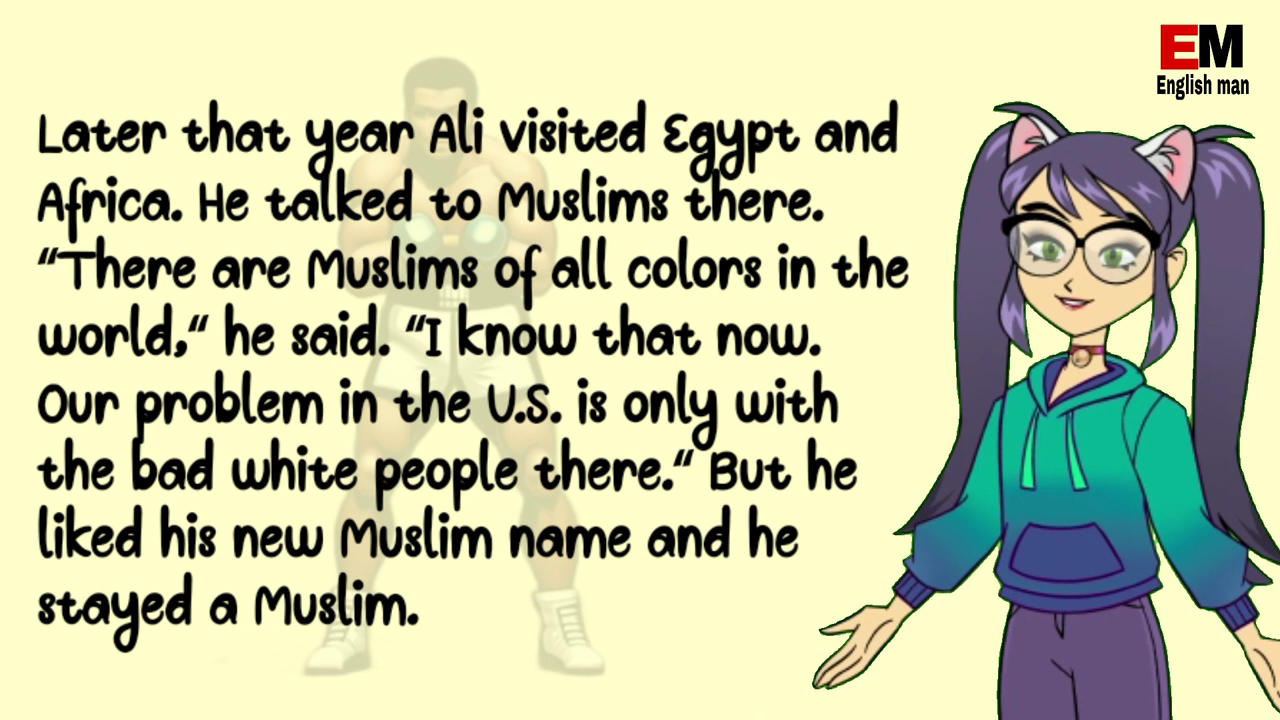 EM
English man
Later that year Ali visited Egypt and
Africa. He talked to Muslims there.
“There are Muslims of all colors in the
world,“ he said. “I know that now.
Our problem in the U.S. is only with
the bad white people there.“ But he
liked his new Muslim name and he
stayed a Muslim.